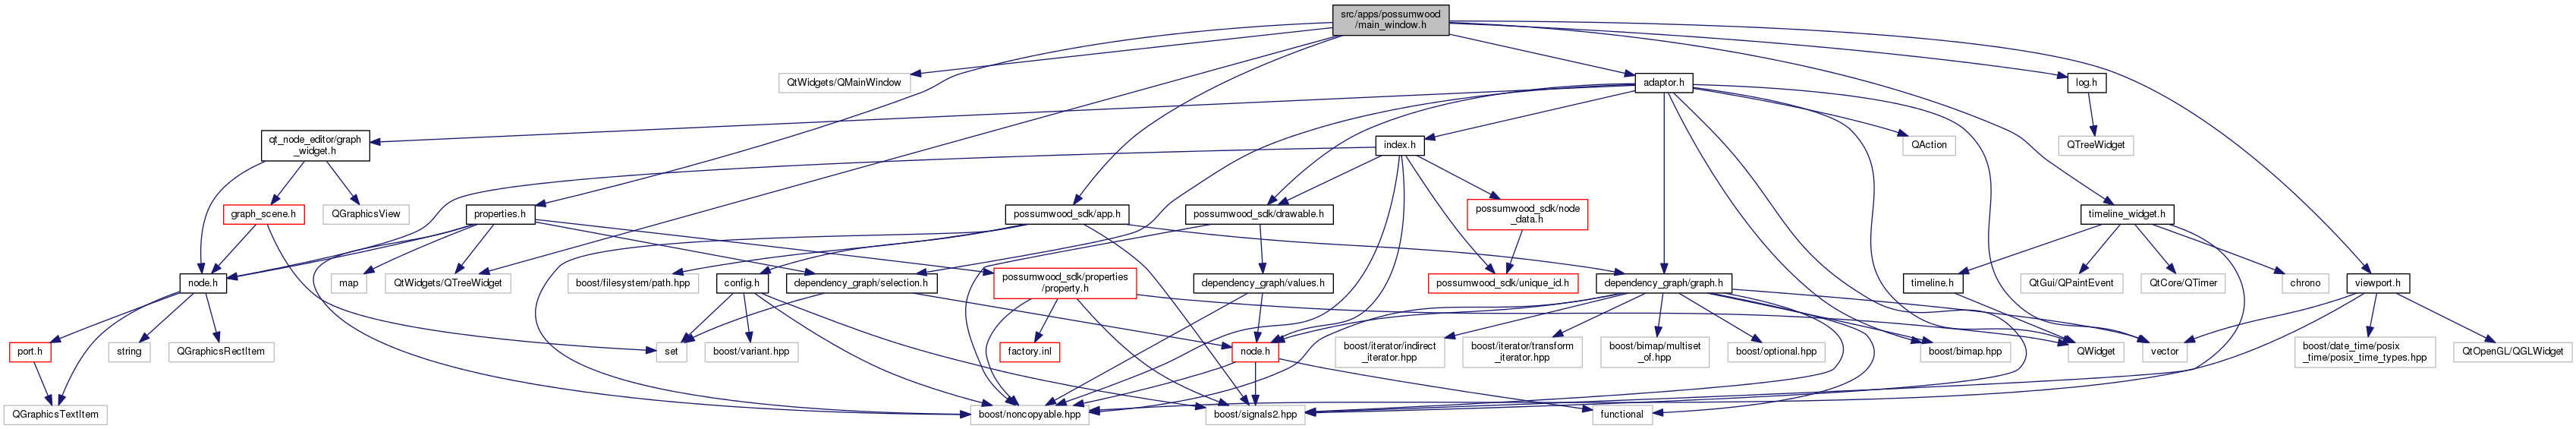 src/apps/possumwood
/main_window.h
QtWidgets/QMainWindow
adaptor.h
log.h
qt_node_editor/graph
_widget.h
index.h
QAction
QTreeWidget
graph_scene.h
QGraphicsView
properties.h
possumwood_sdk/app.h
possumwood_sdk/drawable.h
possumwood_sdk/node
_data.h
timeline_widget.h
node.h
map
QtWidgets/QTreeWidget
boost/filesystem/path.hpp
config.h
dependency_graph/selection.h
possumwood_sdk/properties
/property.h
dependency_graph/values.h
possumwood_sdk/unique_id.h
dependency_graph/graph.h
timeline.h
QtGui/QPaintEvent
QtCore/QTimer
chrono
viewport.h
port.h
string
QGraphicsRectItem
set
boost/variant.hpp
factory.inl
node.h
boost/iterator/indirect
_iterator.hpp
boost/iterator/transform
_iterator.hpp
boost/bimap/multiset
_of.hpp
boost/optional.hpp
boost/bimap.hpp
QWidget
vector
boost/date_time/posix
_time/posix_time_types.hpp
QtOpenGL/QGLWidget
QGraphicsTextItem
boost/noncopyable.hpp
boost/signals2.hpp
functional